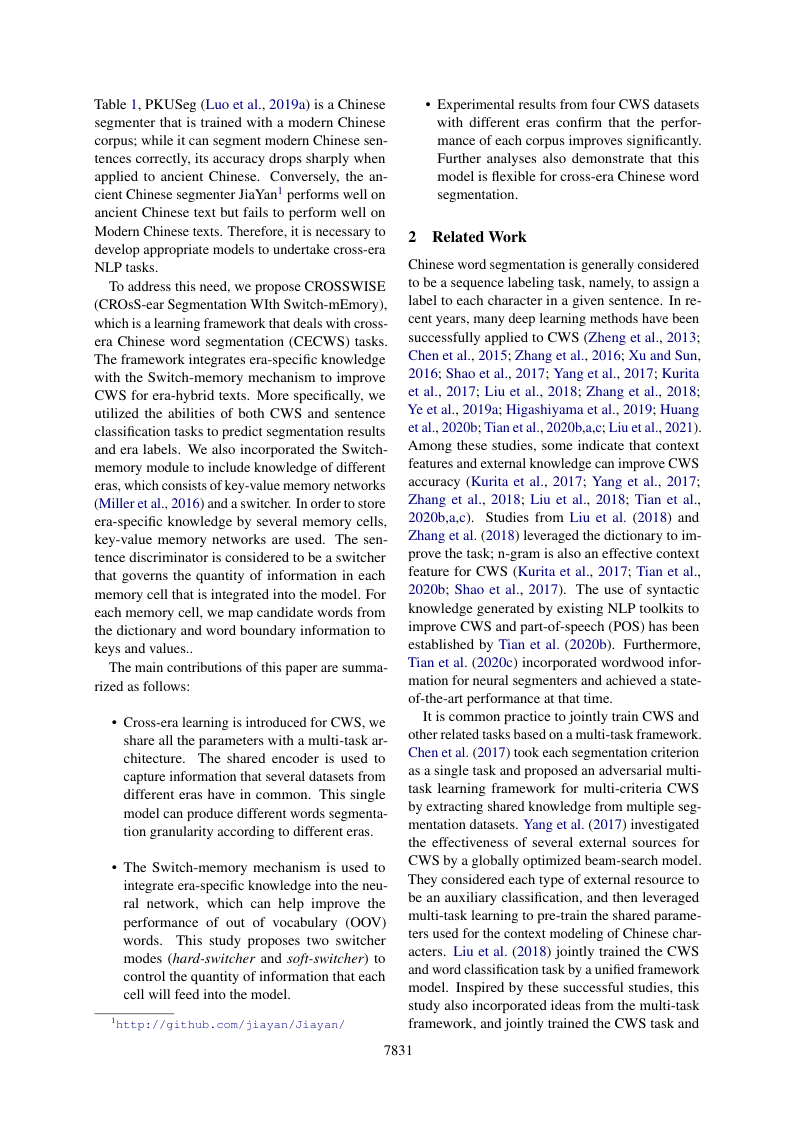 Table 1, PKUSeg (Luo et al., 2019a) is a Chinese
segmenter that is trained with a modern Chinese
corpus; while it can segment modern Chinese sen-
tences correctly, its accuracy drops sharply when
applied to ancient Chinese. Conversely, the an-
cient Chinese segmenter JiaYan1 performs well on
ancient Chinese text but fails to perform well on
Modern Chinese texts. Therefore, it is necessary to
develop appropriate models to undertake cross-era
NLP tasks.
To address this need, we propose CROSSWISE
(CROsS-ear Segmentation WIth Switch-mEmory),
which is a learning framework that deals with cross-
era Chinese word segmentation (CECWS) tasks.
The framework integrates era-specific knowledge
with the Switch-memory mechanism to improve
CWS for era-hybrid texts. More specifically, we
utilized the abilities of both CWS and sentence
classification tasks to predict segmentation results
and era labels. We also incorporated the Switch-
memory module to include knowledge of different
eras, which consists of key-value memory networks
(Miller et al., 2016) and a switcher. In order to store
era-specific knowledge by several memory cells,
key-value memory networks are used. The sen-
tence discriminator is considered to be a switcher
that governs the quantity of information in each
memory cell that is integrated into the model. For
each memory cell, we map candidate words from
the dictionary and word boundary information to
keys and values..
The main contributions of this paper are summa-
rized as follows:
• Cross-era learning is introduced for CWS, we
share all the parameters with a multi-task ar-
chitecture. The shared encoder is used to
capture information that several datasets from
different eras have in common. This single
model can produce different words segmenta-
tion granularity according to different eras.
• The Switch-memory mechanism is used to
integrate era-specific knowledge into the neu-
ral network, which can help improve the
performance of out of vocabulary (OOV)
words. This study proposes two switcher
modes (hard-switcher and soft-switcher) to
control the quantity of information that each
cell will feed into the model.
1http://github.com/jiayan/Jiayan/
• Experimental results from four CWS datasets
with different eras confirm that the perfor-
mance of each corpus improves significantly.
Further analyses also demonstrate that this
model is flexible for cross-era Chinese word
segmentation.
2 Related Work
Chinese word segmentation is generally considered
to be a sequence labeling task, namely, to assign a
label to each character in a given sentence. In re-
cent years, many deep learning methods have been
successfully applied to CWS (Zheng et al., 2013;
Chen et al., 2015; Zhang et al., 2016; Xu and Sun,
2016; Shao et al., 2017; Yang et al., 2017; Kurita
et al., 2017; Liu et al., 2018; Zhang et al., 2018;
Ye et al., 2019a; Higashiyama et al., 2019; Huang
et al., 2020b; Tian et al., 2020b,a,c; Liu et al., 2021).
Among these studies, some indicate that context
features and external knowledge can improve CWS
accuracy (Kurita et al., 2017; Yang et al., 2017;
Zhang et al., 2018; Liu et al., 2018; Tian et al.,
2020b,a,c). Studies from Liu et al. (2018) and
Zhang et al. (2018) leveraged the dictionary to im-
prove the task; n-gram is also an effective context
feature for CWS (Kurita et al., 2017; Tian et al.,
2020b; Shao et al., 2017). The use of syntactic
knowledge generated by existing NLP toolkits to
improve CWS and part-of-speech (POS) has been
established by Tian et al. (2020b). Furthermore,
Tian et al. (2020c) incorporated wordwood infor-
mation for neural segmenters and achieved a state-
of-the-art performance at that time.
It is common practice to jointly train CWS and
other related tasks based on a multi-task framework.
Chen et al. (2017) took each segmentation criterion
as a single task and proposed an adversarial multi-
task learning framework for multi-criteria CWS
by extracting shared knowledge from multiple seg-
mentation datasets. Yang et al. (2017) investigated
the effectiveness of several external sources for
CWS by a globally optimized beam-search model.
They considered each type of external resource to
be an auxiliary classification, and then leveraged
multi-task learning to pre-train the shared parame-
ters used for the context modeling of Chinese char-
acters. Liu et al. (2018) jointly trained the CWS
and word classification task by a unified framework
model. Inspired by these successful studies, this
study also incorporated ideas from the multi-task
framework, and jointly trained the CWS task and
7831